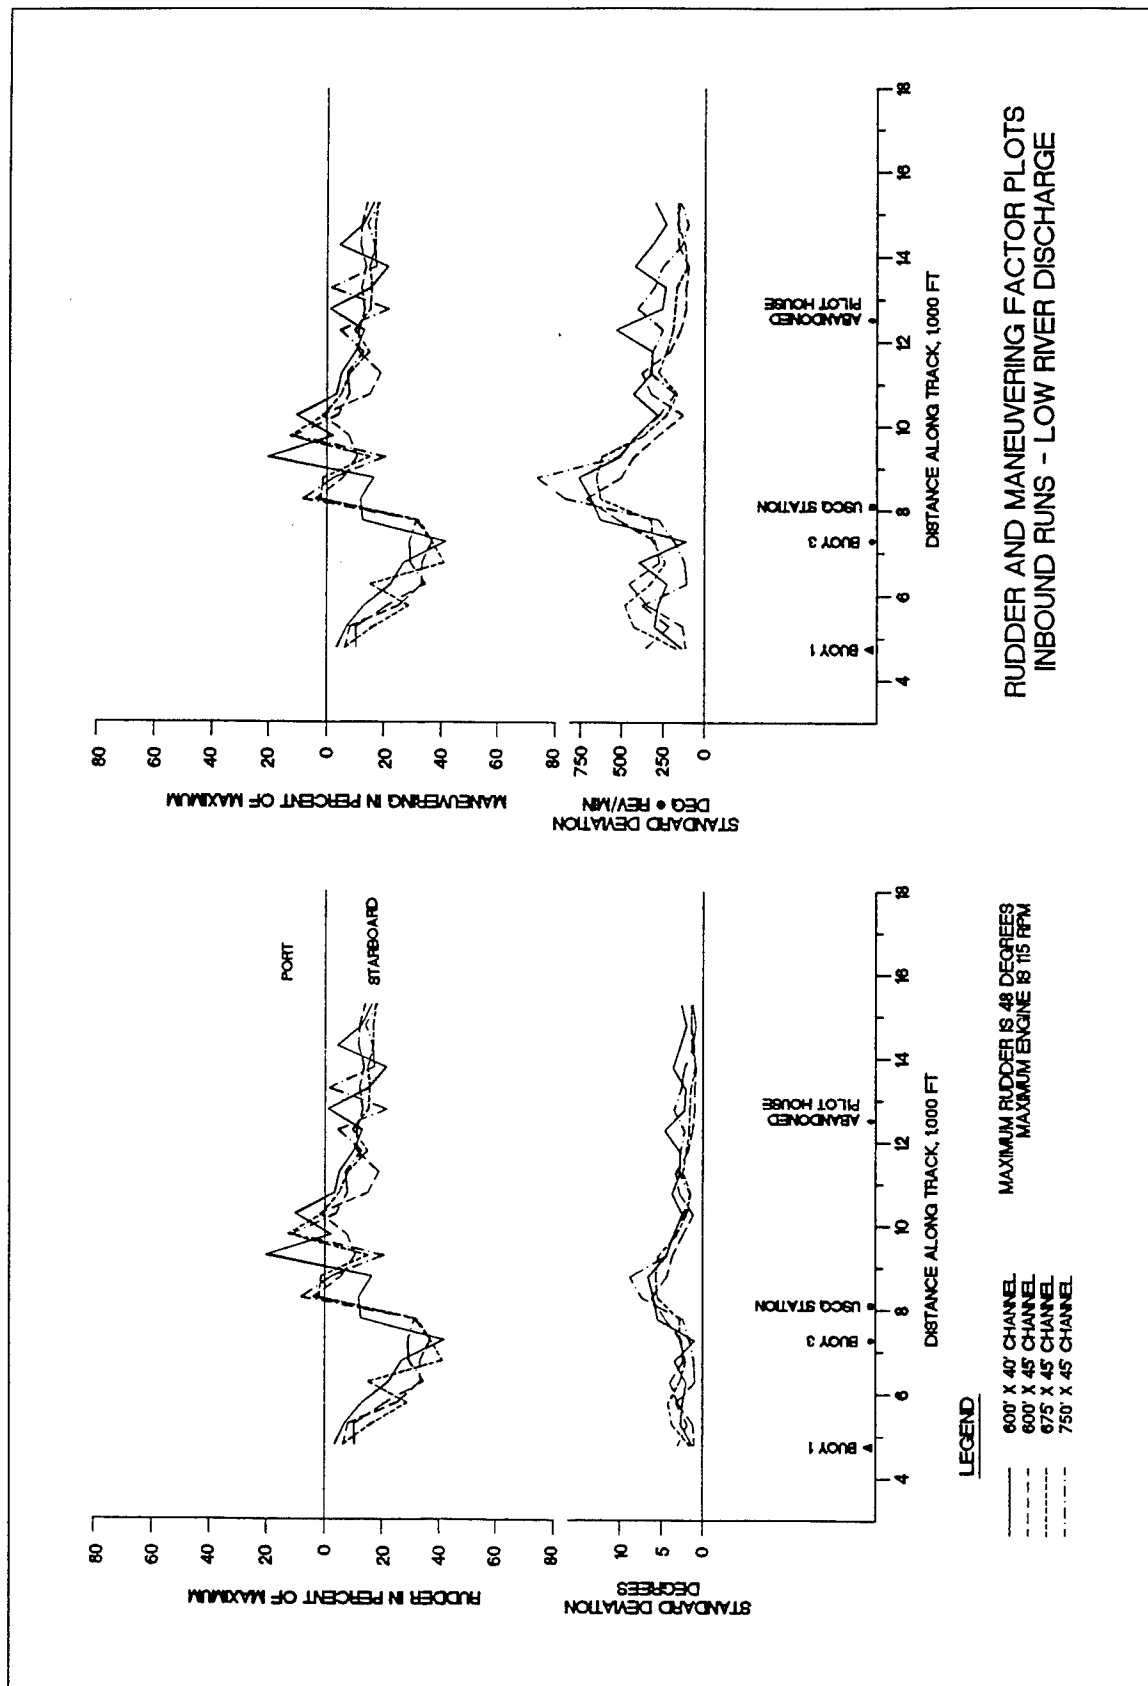 RUDDER IN PERCENT OF MAXIMUM
80
60
40
20
0
20
40
60
80
PORT
STARBOARD
STANDARD DEVIATION
DEGREES
10
5
0
BUOY 1
BUOY 3
USCG STATION
ABANDONED
PILOT HOUSE
4
6
8
10
12
14
16
18
DISTANCE ALONG TRACK, 1,000 FT
MANEUVERING IN PERCENT OF MAXIMUM
80
60
40
20
0
20
40
60
80
STANDARD DEVIATION
DEG • REV/MIN
750
500
250
0
BUOY 1
BUOY 3
USCG STATION
ABANDONED
PILOT HOUSE
4
6
8
10
12
14
16
18
DISTANCE ALONG TRACK, 1,000 FT
LEGEND
600' X 40' CHANNEL
600' X 45' CHANNEL
675' X 45' CHANNEL
750' X 45' CHANNEL
MAXIMUM RUDDER IS 48 DEGREES
MAXIMUM ENGINE IS 115 RPM
RUDDER AND MANEUVERING FACTOR PLOTS
INBOUND RUNS - LOW RIVER DISCHARGE